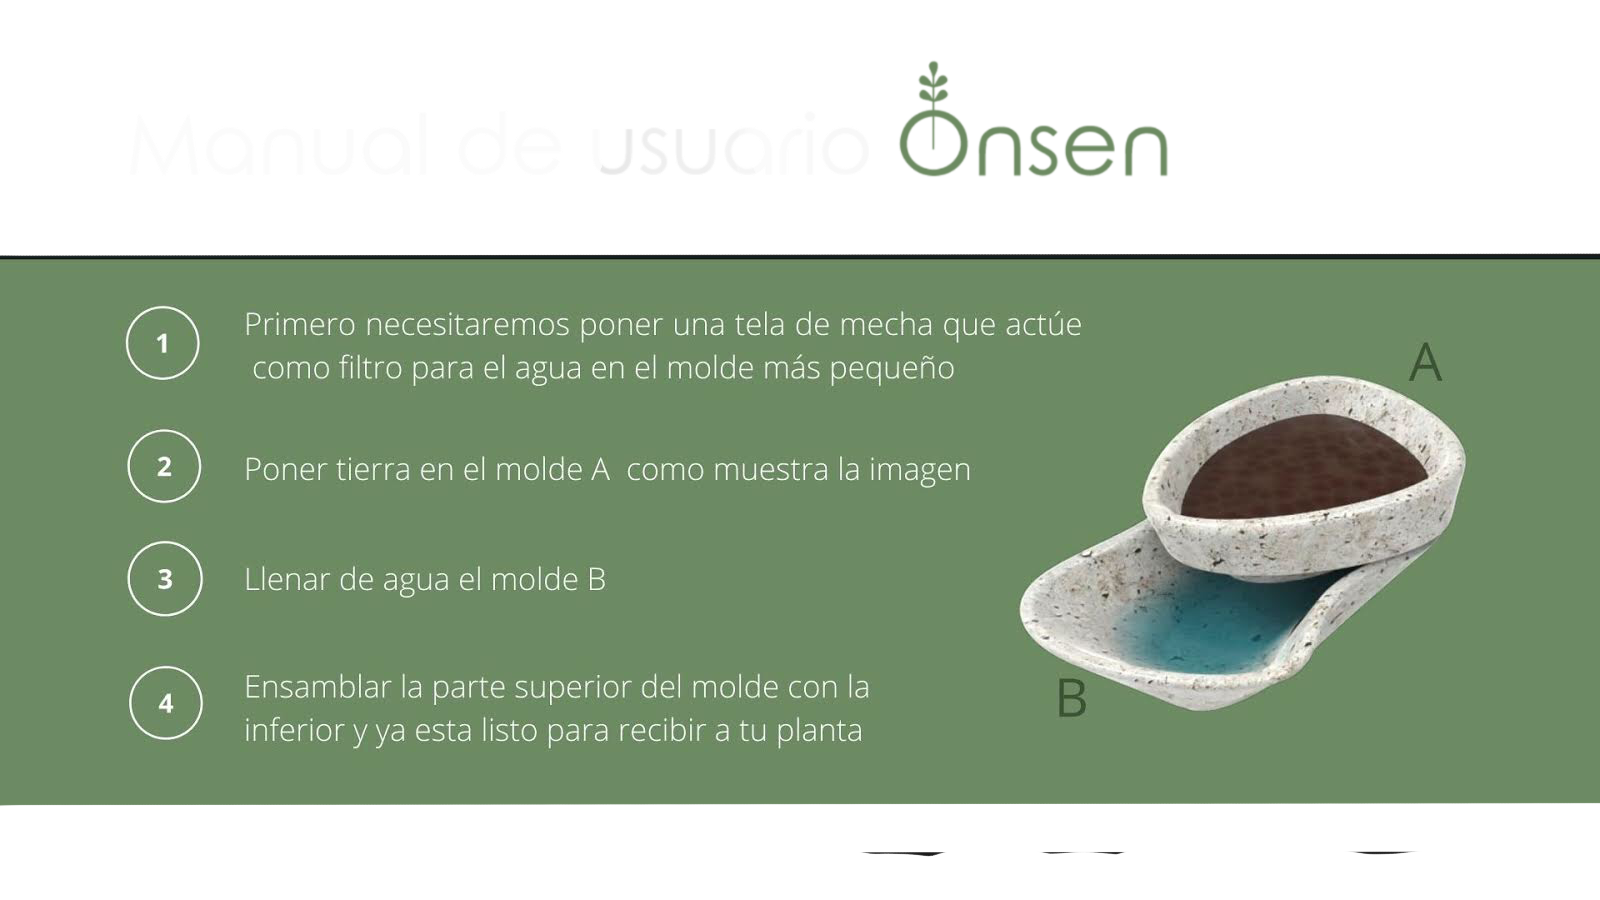 Manual de usuario Onsen
1 Primero necesitaremos poner una tela de mecha que actúe
como filtro para el agua en el molde más pequeño
2 Poner tierra en el molde A como muestra la imagen
3 Llenar de agua el molde B
4 Ensamblar la parte superior del molde con la
inferior y ya esta listo para recibir a tu planta
A
B